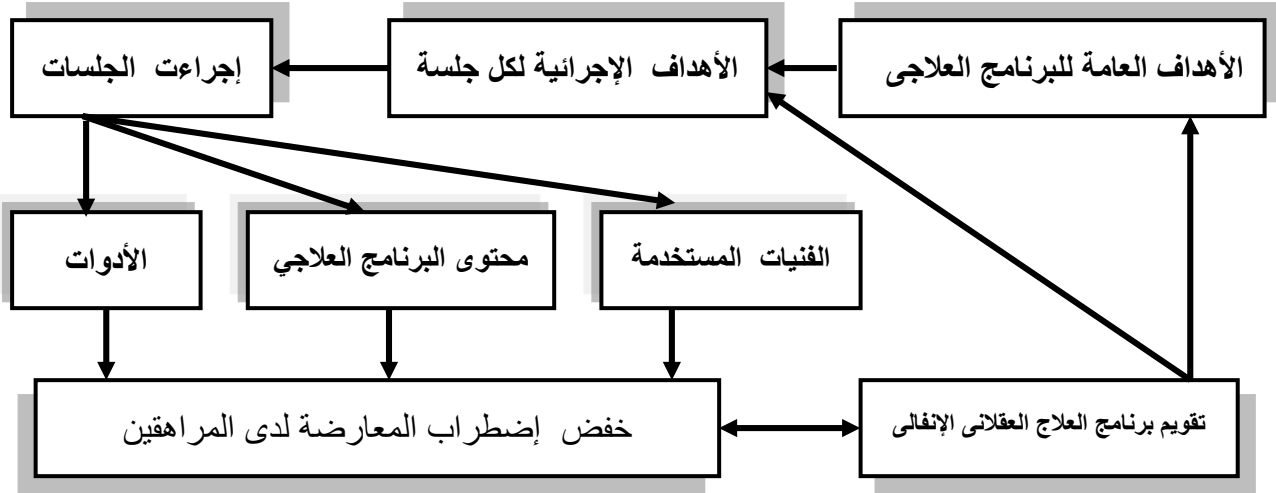 الأهداف العامة للبرنامج العلاجى
الأهداف الإجرائية لكل جلسة
إجراءت الجلسات
الفنيات المستخدمة
محتوى البرنامج العلاجي
الأدوات
تقويم برنامج العلاج العقلانى الإنفالى
خفض إضطراب المعارضة لدى المراهقين